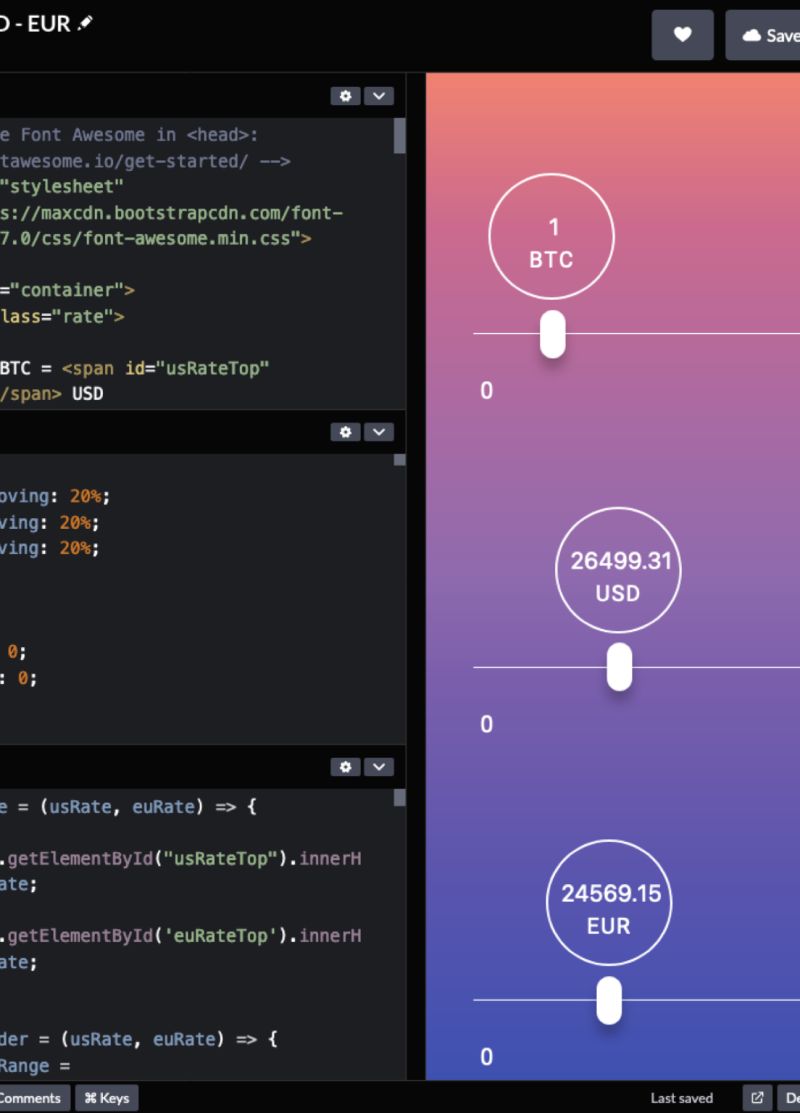 D - EUR
Save
e Font Awesome in <head>:
tawesome.io/get-started/ -->
"stylesheet"
s://maxcdn.bootstrapcdn.com/font-
7.0/css/font-awesome.min.css">
="container">
lass="rate">
BTC = <span id="usRateTop"
/span> USD
oving: 20%;
ving: 20%;
ving: 20%;
0;
: 0;
e = (usRate, euRate) => {
.getElementById("usRateTop").innerH
ate;
.getElementById('euRateTop').innerH
ate;
der = (usRate, euRate) => {
Range =
1
BTC
0
26499.31
USD
0
24569.15
EUR
0
Comments
⌘ Keys
Last saved
De